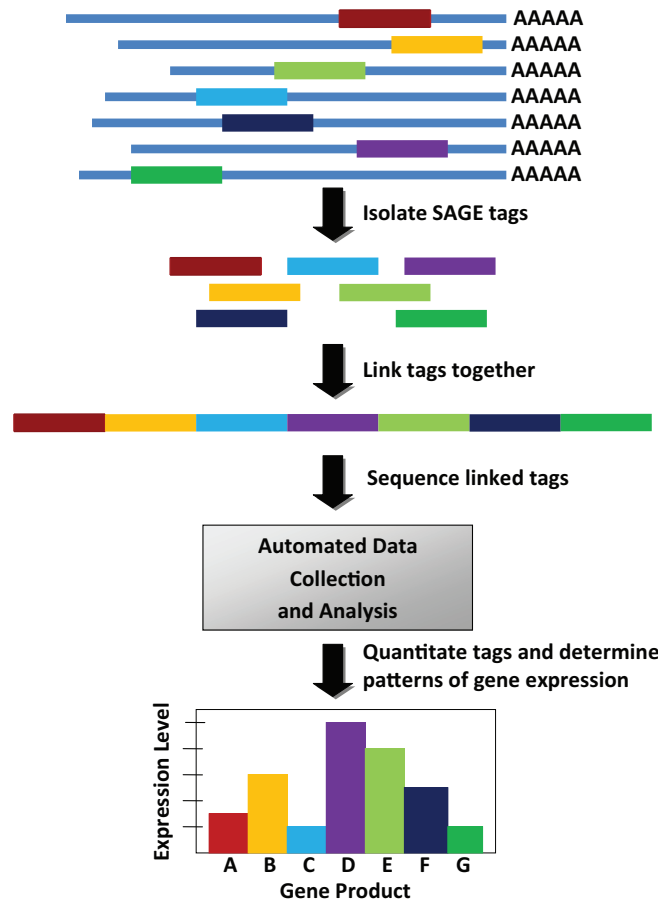 AAAAA
AAAAA
AAAAA
AAAAA
AAAAA
AAAAA
AAAAA
Isolate SAGE tags
Link tags together
Sequence linked tags
Automated Data
Collection
and Analysis
Quantitate tags and determine
patterns of gene expression
Expression Level
A B C D E F G
Gene Product